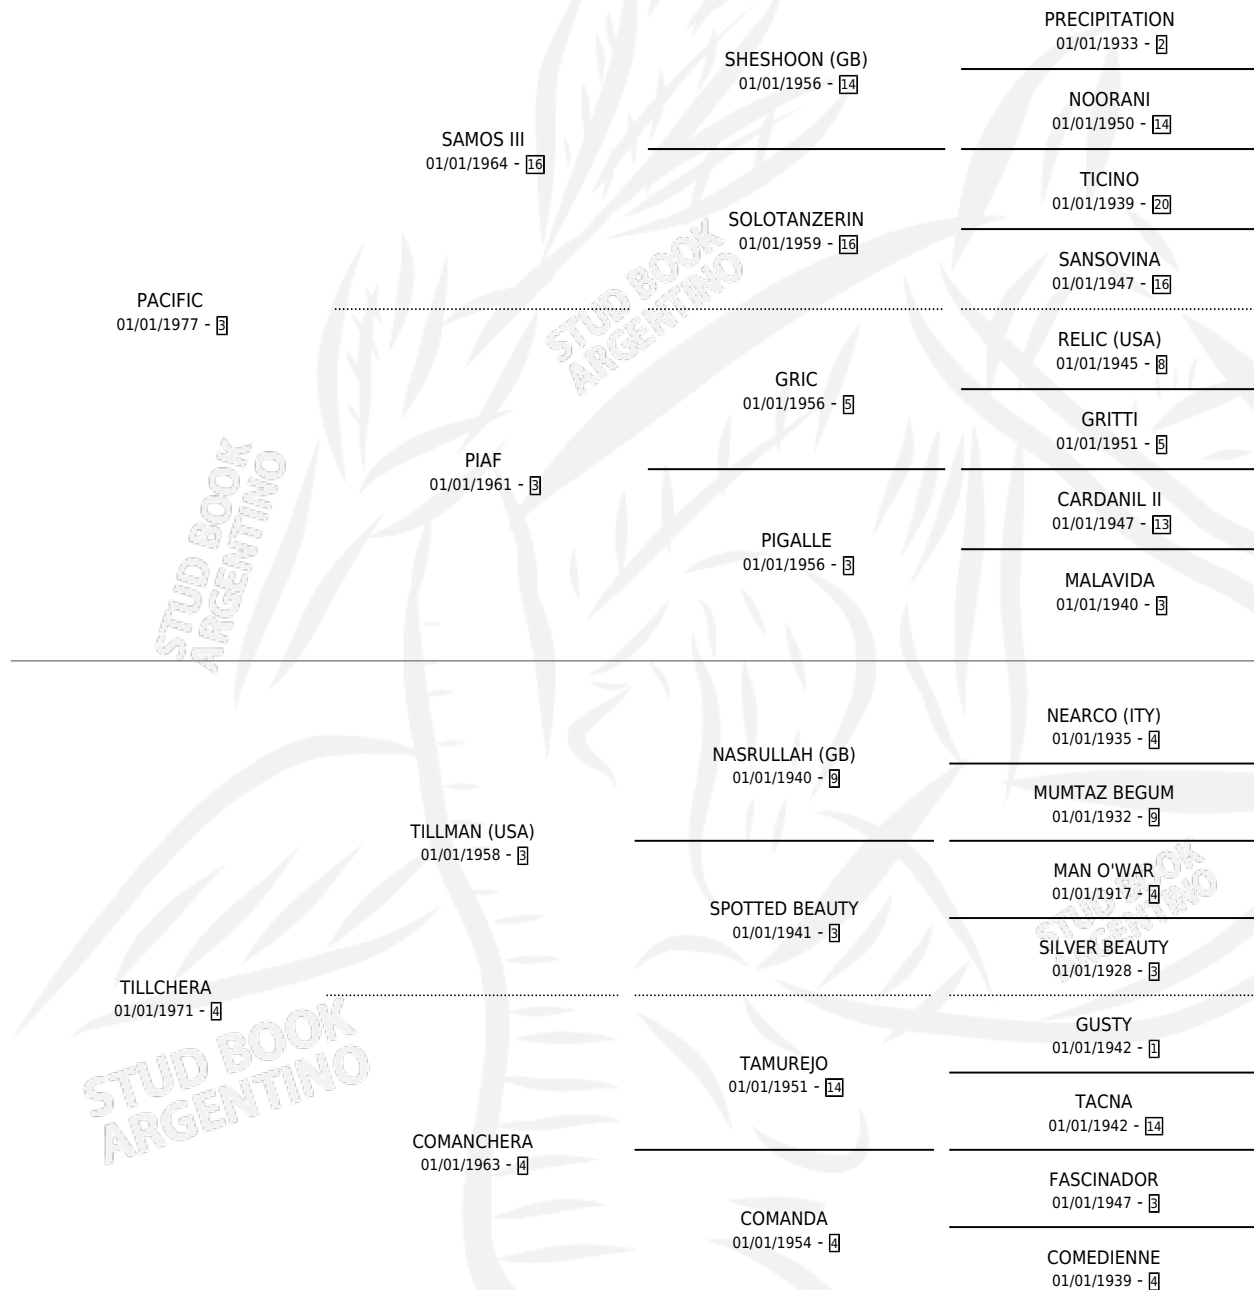 PRECIPITATION
01/01/1933 - 2
SHESHOON (GB)
01/01/1956 - 14
NOORANI
01/01/1950 - 14
SAMOS III
01/01/1964 - 16
TICINO
01/01/1939 - 20
SOLOTANZERIN
01/01/1959 - 16
SANSOVINA
01/01/1947 - 16
PACIFIC
01/01/1977 - 3
RELIC (USA)
01/01/1945 - 8
GRIC
01/01/1956 - 5
GRITTI
01/01/1951 - 5
PIAF
01/01/1961 - 3
CARDANIL II
01/01/1947 - 13
PIGALLE
01/01/1956 - 3
MALAVIDA
01/01/1940 - 3
NEARCO (ITY)
01/01/1935 - 4
NASRULLAH (GB)
01/01/1940 - 9
MUMTAZ BEGUM
01/01/1932 - 9
TILLMAN (USA)
01/01/1958 - 3
MAN O'WAR
01/01/1917 - 4
SPOTTED BEAUTY
01/01/1941 - 3
SILVER BEAUTY
01/01/1928 - 3
TILLCHERA
01/01/1971 - 4
GUSTY
01/01/1942 - 1
TAMUREJO
01/01/1951 - 14
TACNA
01/01/1942 - 14
COMANCHERA
01/01/1963 - 4
FASCINADOR
01/01/1947 - 3
COMANDA
01/01/1954 - 4
COMEDIENNE
01/01/1939 - 4
STUD BOOK
ARGENTINO
STUD BOOK
ARGENTINO
STUD BOOK
ARGENTINO
STUD BOOK
ARGENTINO